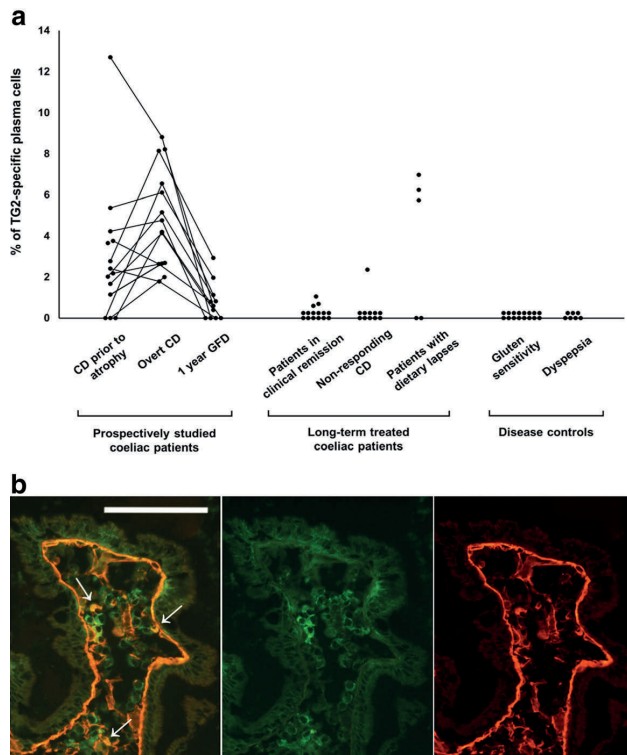 a
14
12
10
8
6
4
2
0
% of TG2-specific plasma cells
CD prior to
atrophy
Overt CD
1 year GFD
Patients in
clinical remission
Non-responding
CD
Patients with
dietary lapses
Gluten
sensitivity
Dyspepsia
Prospectively studied
coeliac patients
Long-term treated
coeliac patients
Disease controls
b